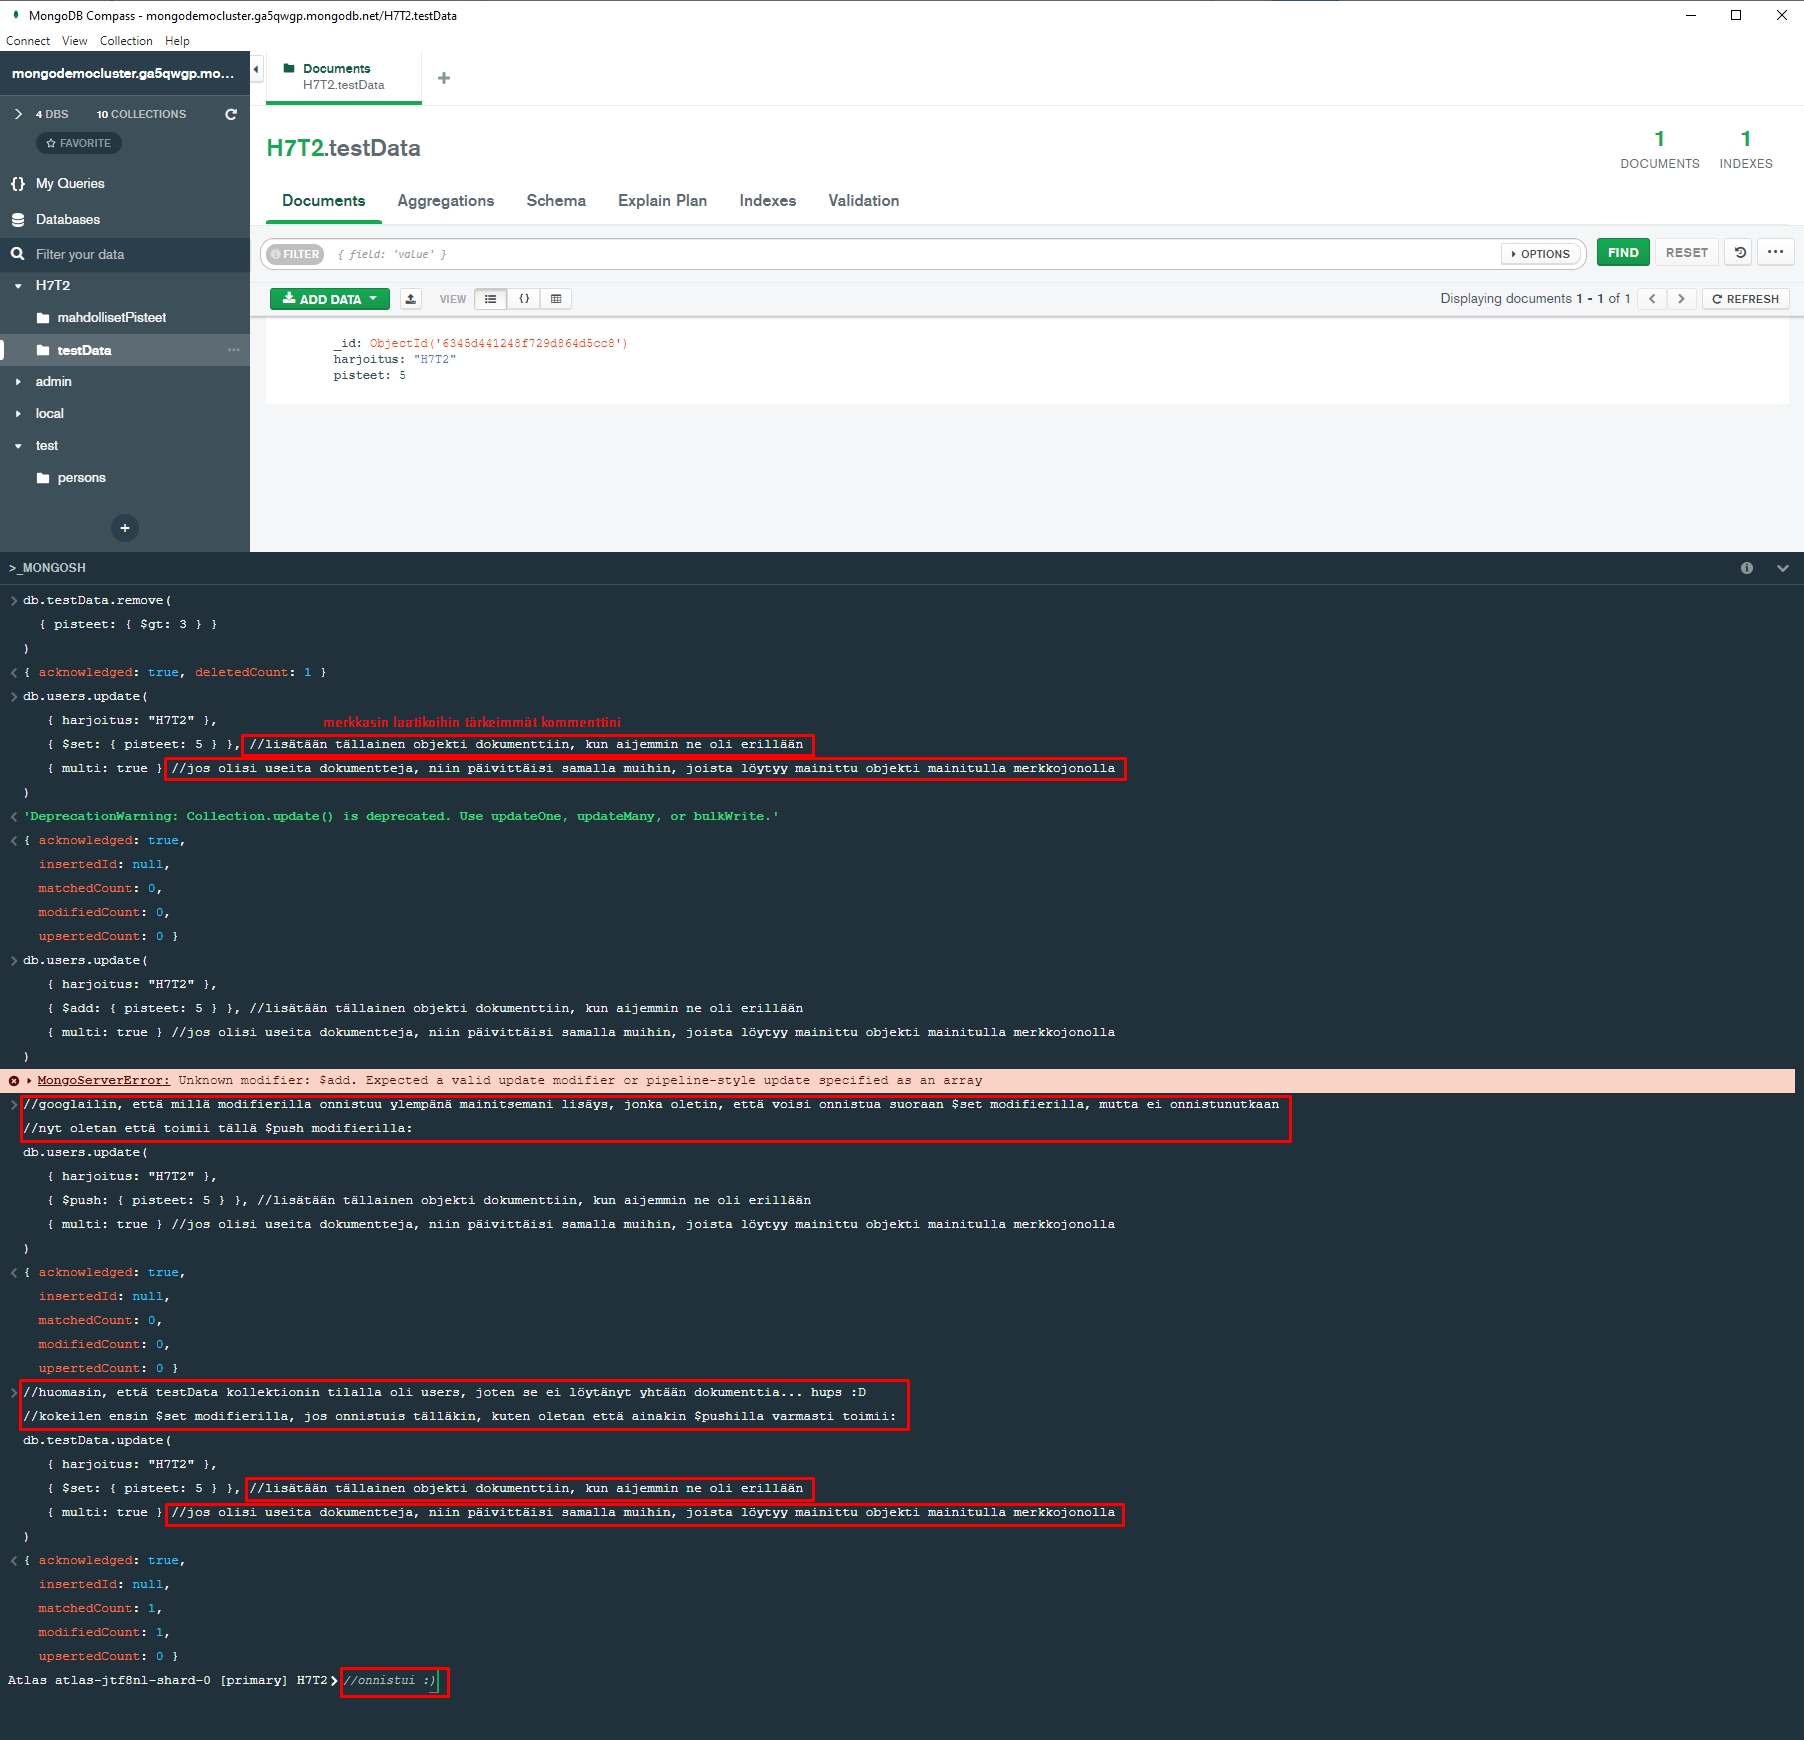 MongoDB Compass - mongodemocluster.ga5qwgp.mongodb.net/H7T2.testData
Connect View Collection Help
mongodemocluster.ga5qwgp.mo...
Documents
H7T2.testData
4 DBS 10 COLLECTIONS
FAVORITE
My Queries
Databases
Filter your data
H7T2
mahdollisetPisteet
testData
admin
local
test
persons
H7T2.testData
1 DOCUMENTS
1 INDEXES
Documents Aggregations Schema Explain Plan Indexes Validation
FILTER { field: 'value' } OPTIONS FIND RESET
ADD DATA VIEW {} Displaying documents 1 - 1 of 1 < > REFRESH
_id: ObjectId('6345d441248f729d864d5cc8')
harjoitus: "H7T2"
pisteet: 5
>_MONGOSH
> db.testData.remove(
{ pisteet: { $gt: 3 } }
)
< { acknowledged: true, deletedCount: 1 }
> db.users.update(
{ harjoitus: "H7T2" },
merkkasin laatikoihin tärkeimmät kommenttini
{ $set: { pisteet: 5 } }, //lisätään tällainen objekti dokumenttiin, kun aijemmin ne oli erillään
{ multi: true } //jos olisi useita dokumentteja, niin päivittäisi samalla muihin, joista löytyy mainittu objekti mainitulla merkkojonolla
)
< 'DeprecationWarning: Collection.update() is deprecated. Use updateOne, updateMany, or bulkWrite.'
< { acknowledged: true,
insertedId: null,
matchedCount: 0,
modifiedCount: 0,
upsertedCount: 0 }
> db.users.update(
{ harjoitus: "H7T2" },
{ $add: { pisteet: 5 } }, //lisätään tällainen objekti dokumenttiin, kun aijemmin ne oli erillään
{ multi: true } //jos olisi useita dokumentteja, niin päivittäisi samalla muihin, joista löytyy mainittu objekti mainitulla merkkojonolla
)
MongoServerError: Unknown modifier: $add. Expected a valid update modifier or pipeline-style update specified as an array
> //googlailin, että millä modifierilla onnistuu ylempänä mainitsemani lisäys, jonka oletin, että voisi onnistua suoraan $set modifierilla, mutta ei onnistunutkaan
//nyt oletan että toimii tällä $push modifierilla:
db.users.update(
{ harjoitus: "H7T2" },
{ $push: { pisteet: 5 } }, //lisätään tällainen objekti dokumenttiin, kun aijemmin ne oli erillään
{ multi: true } //jos olisi useita dokumentteja, niin päivittäisi samalla muihin, joista löytyy mainittu objekti mainitulla merkkojonolla
)
< { acknowledged: true,
insertedId: null,
matchedCount: 0,
modifiedCount: 0,
upsertedCount: 0 }
> //huomasin, että testData kollektionin tilalla oli users, joten se ei löytänyt yhtään dokumenttia... hups :D
//kokeilen ensin $set modifierilla, jos onnistuis tälläkin, kuten oletan että ainakin $pushilla varmasti toimii:
db.testData.update(
{ harjoitus: "H7T2" },
{ $set: { pisteet: 5 } }, //lisätään tällainen objekti dokumenttiin, kun aijemmin ne oli erillään
{ multi: true } //jos olisi useita dokumentteja, niin päivittäisi samalla muihin, joista löytyy mainittu objekti mainitulla merkkojonolla
)
< { acknowledged: true,
insertedId: null,
matchedCount: 1,
modifiedCount: 1,
upsertedCount: 0 }
Atlas atlas-jtf8nl-shard-0 [primary] H7T2> //onnistui :)